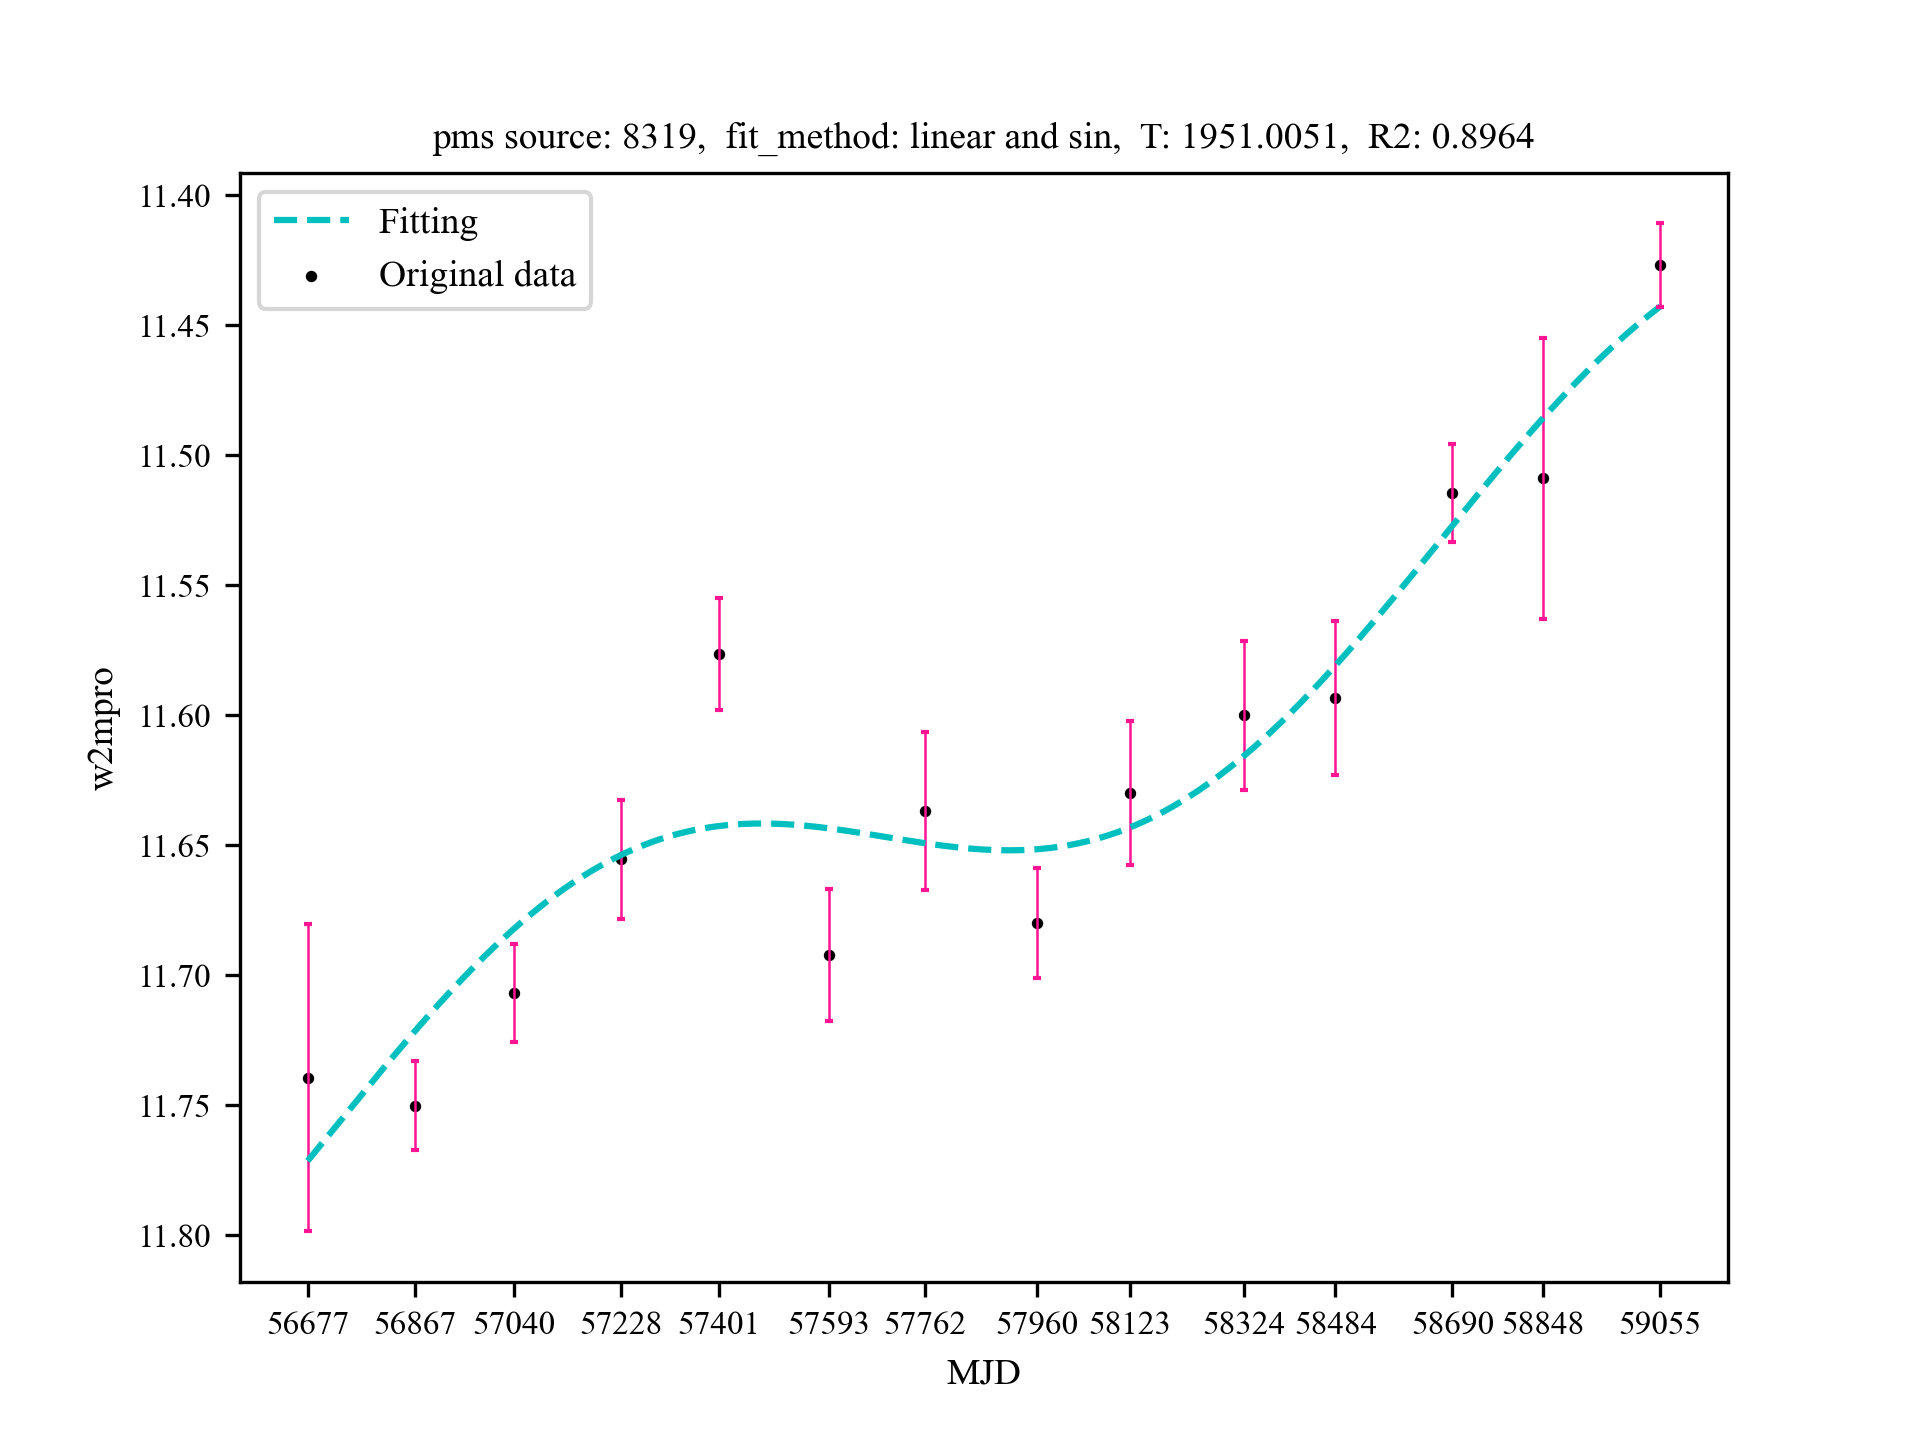 pms source: 8319,  fit_method: linear and sin,  T: 1951.0051,  R2: 0.8964
Fitting
Original data
11.40
11.45
11.50
11.55
11.60
11.65
11.70
11.75
11.80
w2mpro
56677 56867 57040 57228 57401 57593 57762 57960 58123 58324 58484 58690 58848 59055
MJD